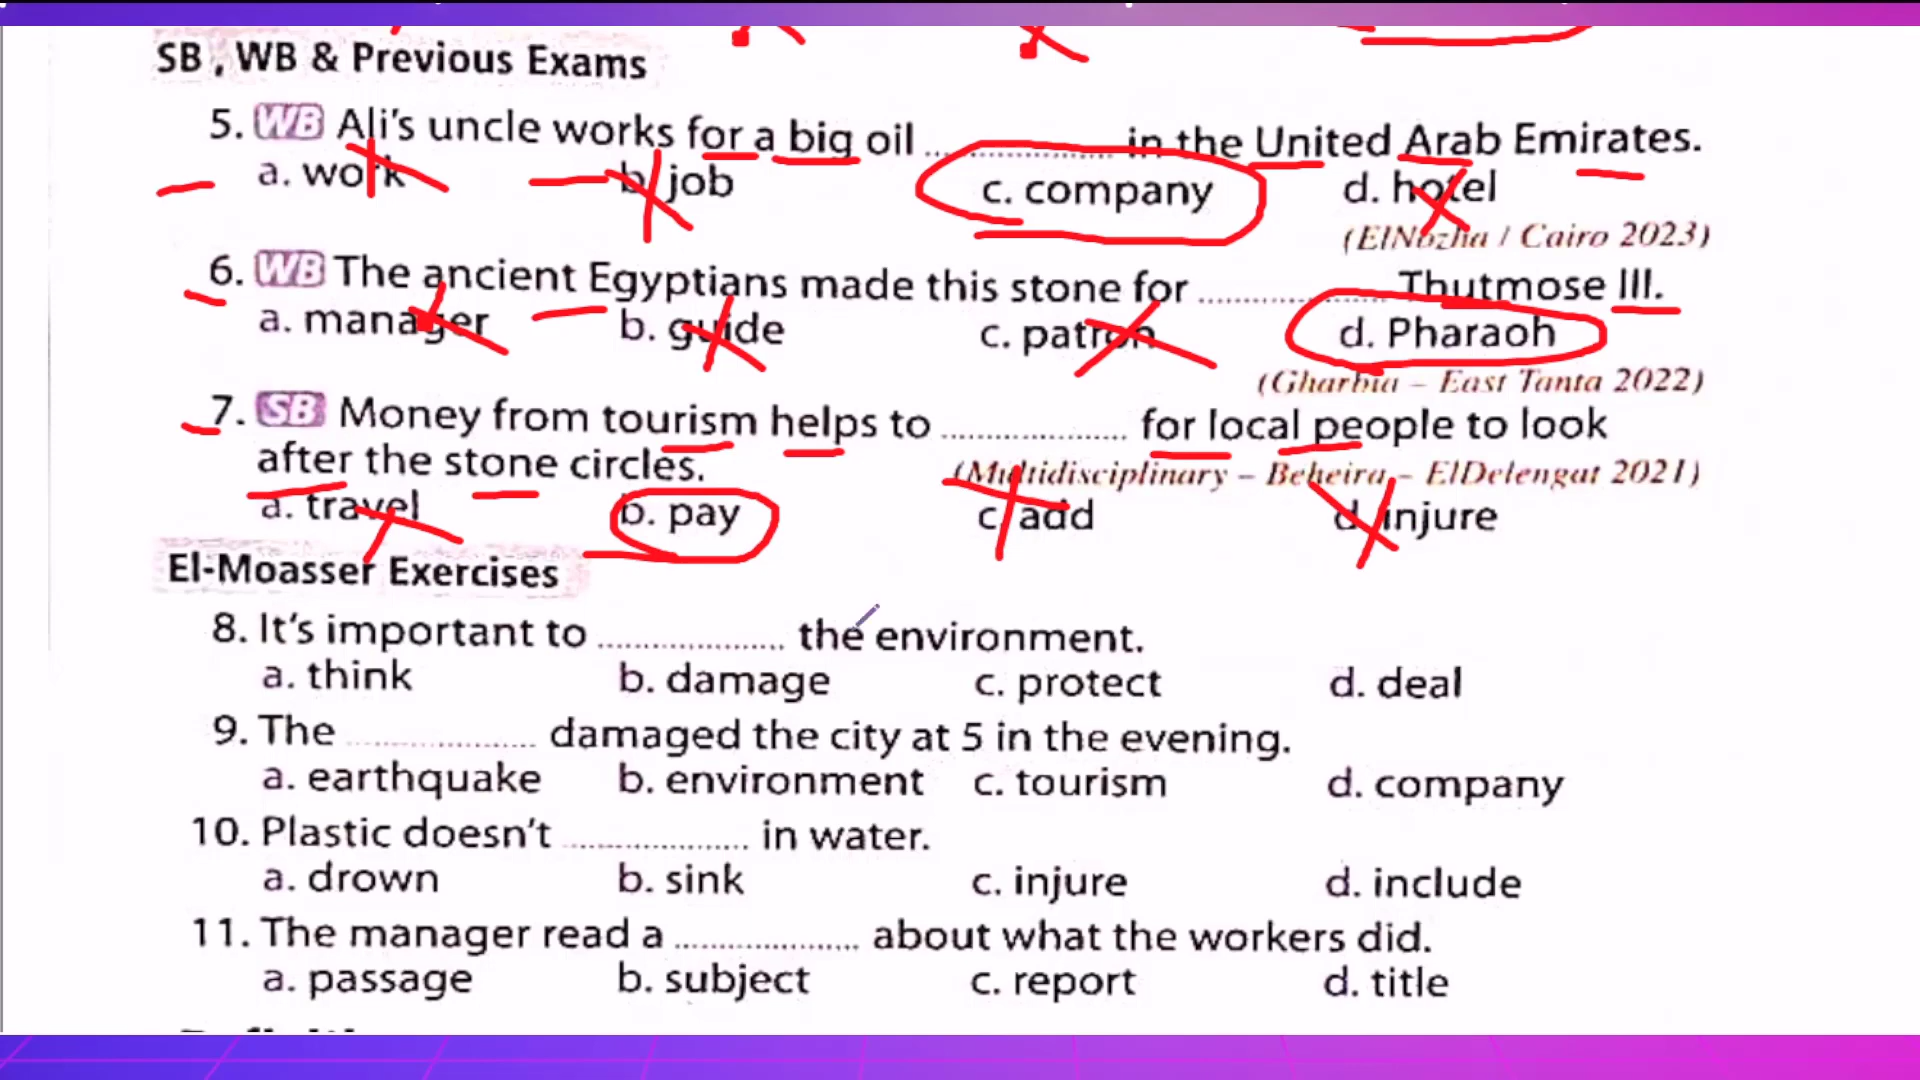 SB , WB & Previous Exams
5. WB Ali's uncle works for a big oil .................... in the United Arab Emirates.
a. work b. job c. company d. hotel
(ElNozha / Cairo 2023)
6. WB The ancient Egyptians made this stone for .................... Thutmose III.
a. manager b. guide c. patron d. Pharaoh
(Gharbia – East Tanta 2022)
7. SB Money from tourism helps to .................... for local people to look
after the stone circles. (Multidisciplinary – Beheira – ElDelengat 2021)
a. travel b. pay c. add d. injure
El-Moasser Exercises
8. It's important to .................... the environment.
a. think b. damage c. protect d. deal
9. The .................... damaged the city at 5 in the evening.
a. earthquake b. environment c. tourism d. company
10. Plastic doesn't .................... in water.
a. drown b. sink c. injure d. include
11. The manager read a .................... about what the workers did.
a. passage b. subject c. report d. title